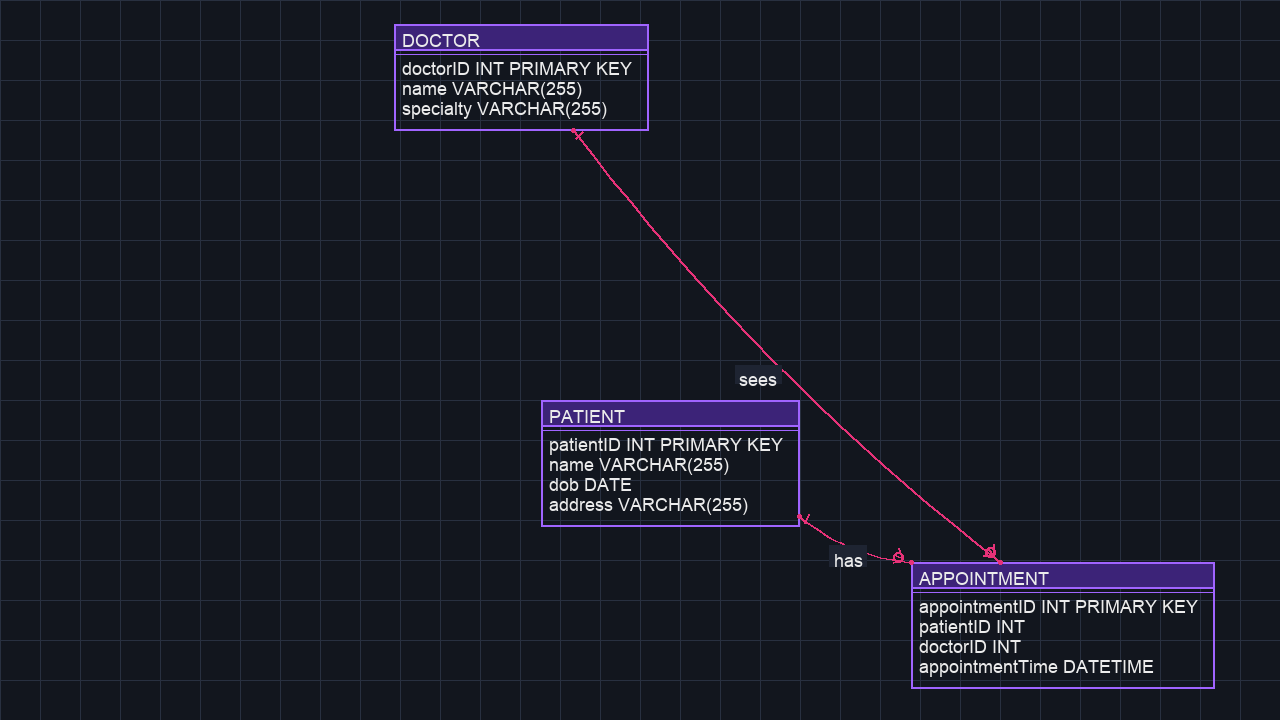 DOCTOR
doctorID INT PRIMARY KEY
name VARCHAR(255)
specialty VARCHAR(255)
sees
PATIENT
patientID INT PRIMARY KEY
name VARCHAR(255)
dob DATE
address VARCHAR(255)
has
APPOINTMENT
appointmentID INT PRIMARY KEY
patientID INT
doctorID INT
appointmentTime DATETIME